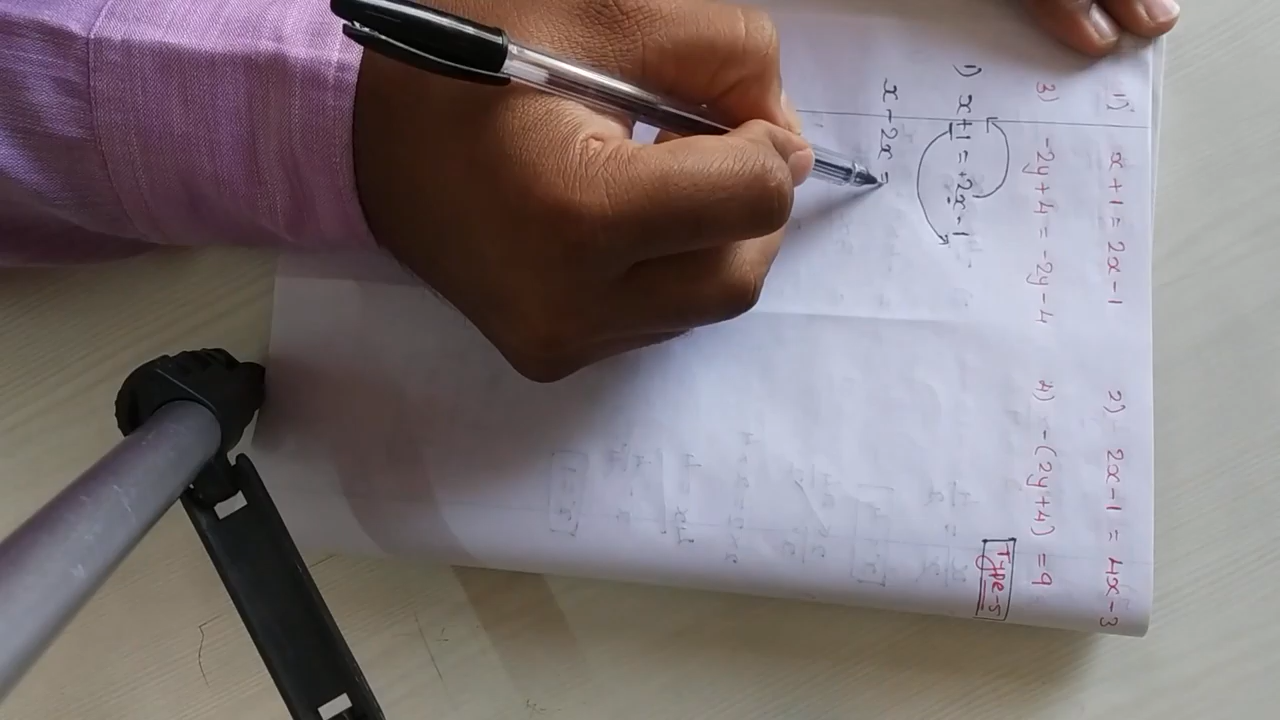 1) x + 1 = 2x - 1 2) 2x - 1 = 4x - 3
3) -2y + 4 = -2y - 4 4) - (2y + 4) = 9
Type-5
1) x + 1 = +2x - 1
x - 2x =